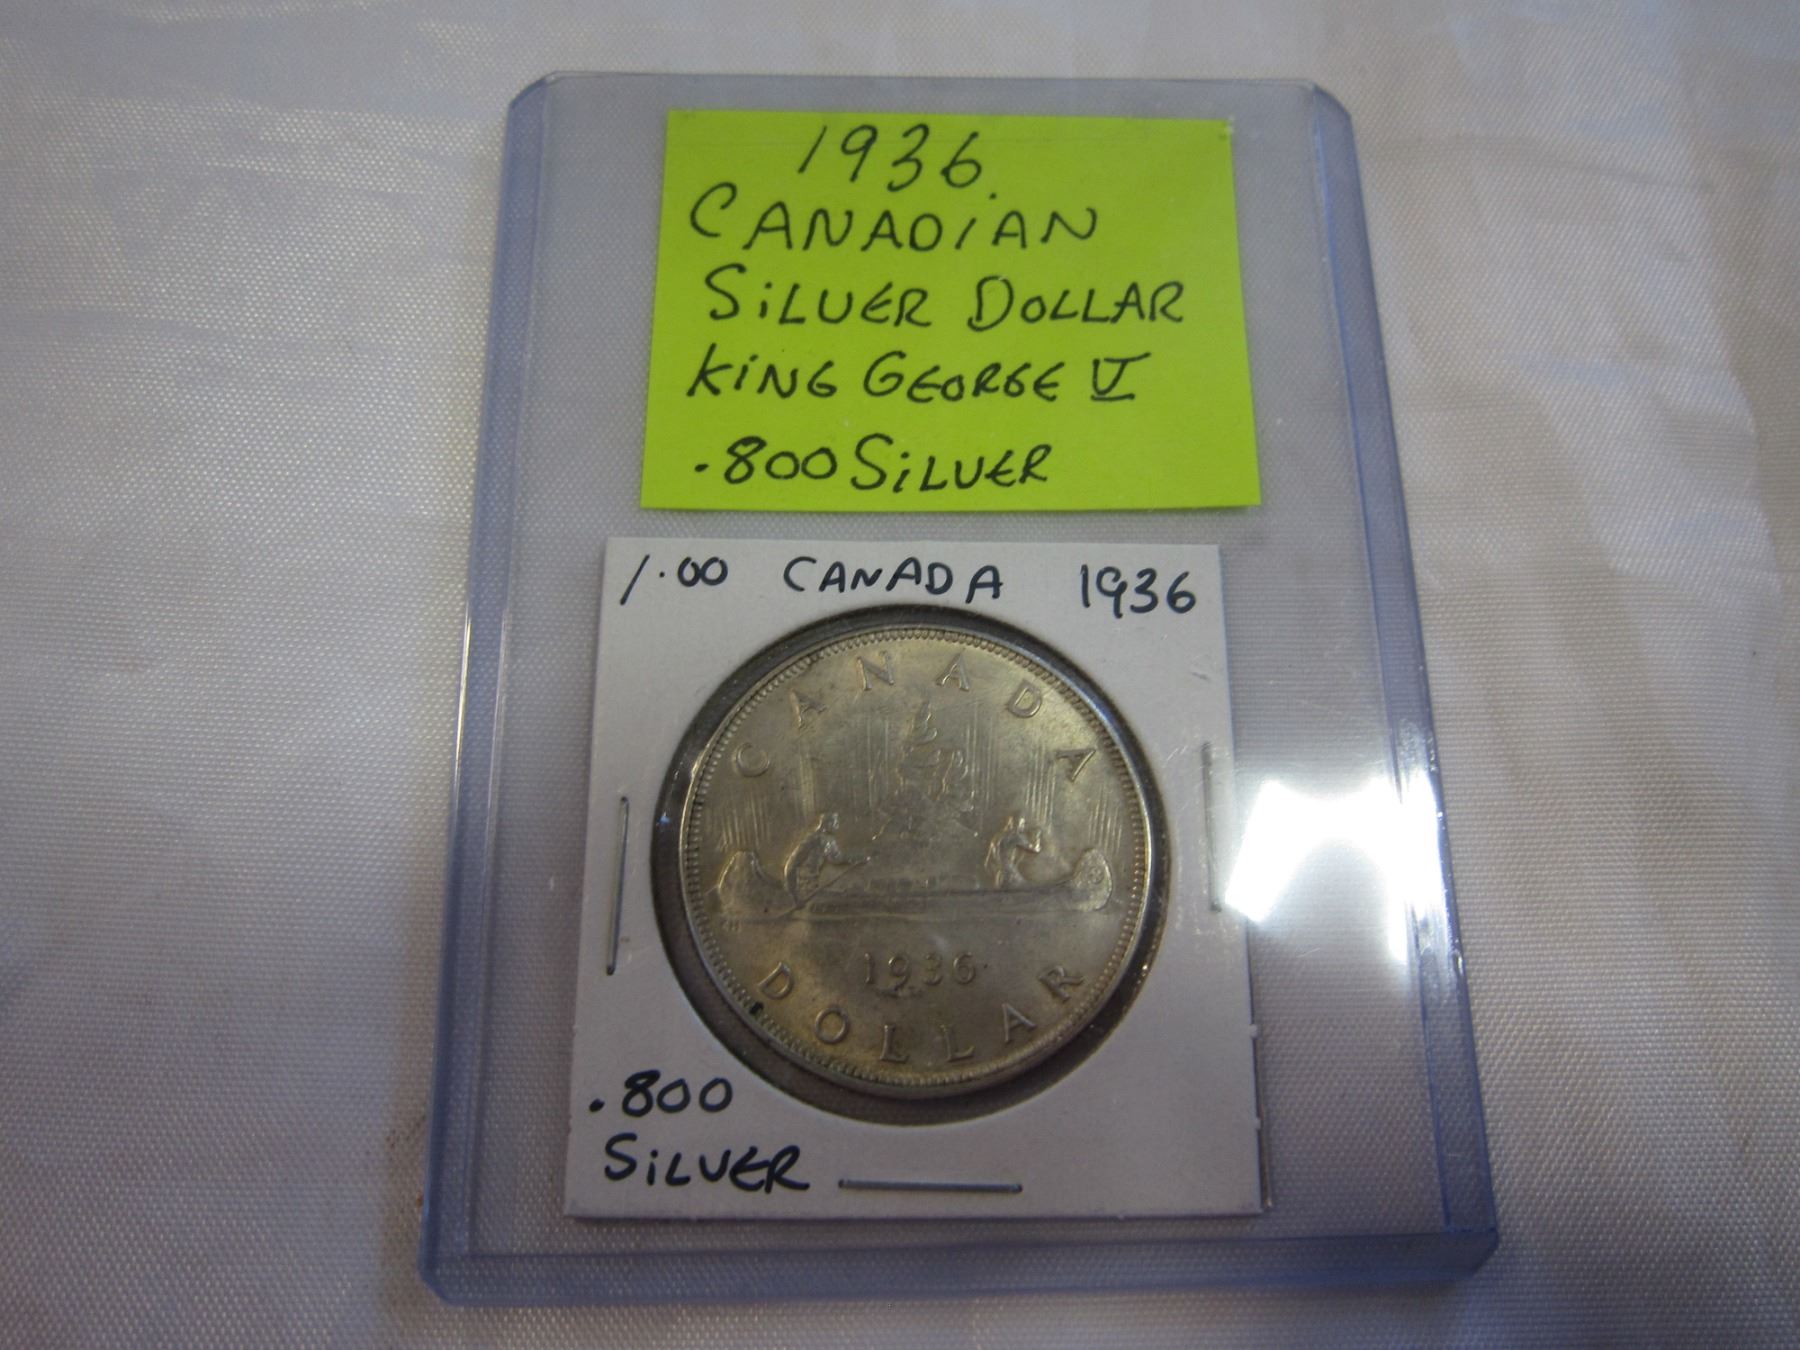 1936.
CANADIAN
SILVER DOLLAR
KING GEORGE V
.800 SILVER
1.00 CANADA 1936
CANADA
1936
DOLLAR
.800
SILVER